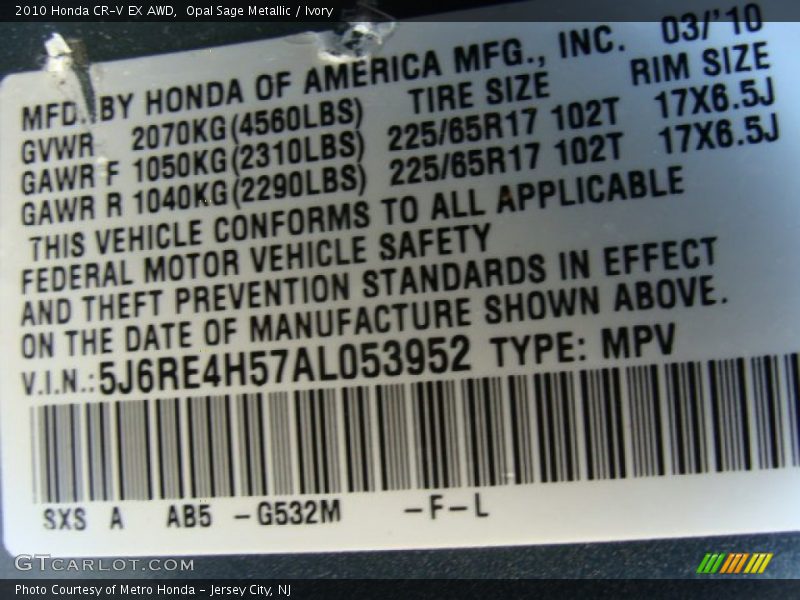 2010 Honda CR-V EX AWD,  Opal Sage Metallic / Ivory
MFD. BY HONDA OF AMERICA MFG., INC. 03/'10
GVWR 2070KG(4560LBS) TIRE SIZE RIM SIZE
GAWR F 1050KG(2310LBS) 225/65R17 102T 17X6.5J
GAWR R 1040KG(2290LBS) 225/65R17 102T 17X6.5J
THIS VEHICLE CONFORMS TO ALL APPLICABLE
FEDERAL MOTOR VEHICLE SAFETY
AND THEFT PREVENTION STANDARDS IN EFFECT
ON THE DATE OF MANUFACTURE SHOWN ABOVE.
V.I.N.:5J6RE4H57AL053952 TYPE: MPV
SXS A AB5 -G532M -F-L
GTCARLOT.COM
Photo Courtesy of Metro Honda - Jersey City, NJ